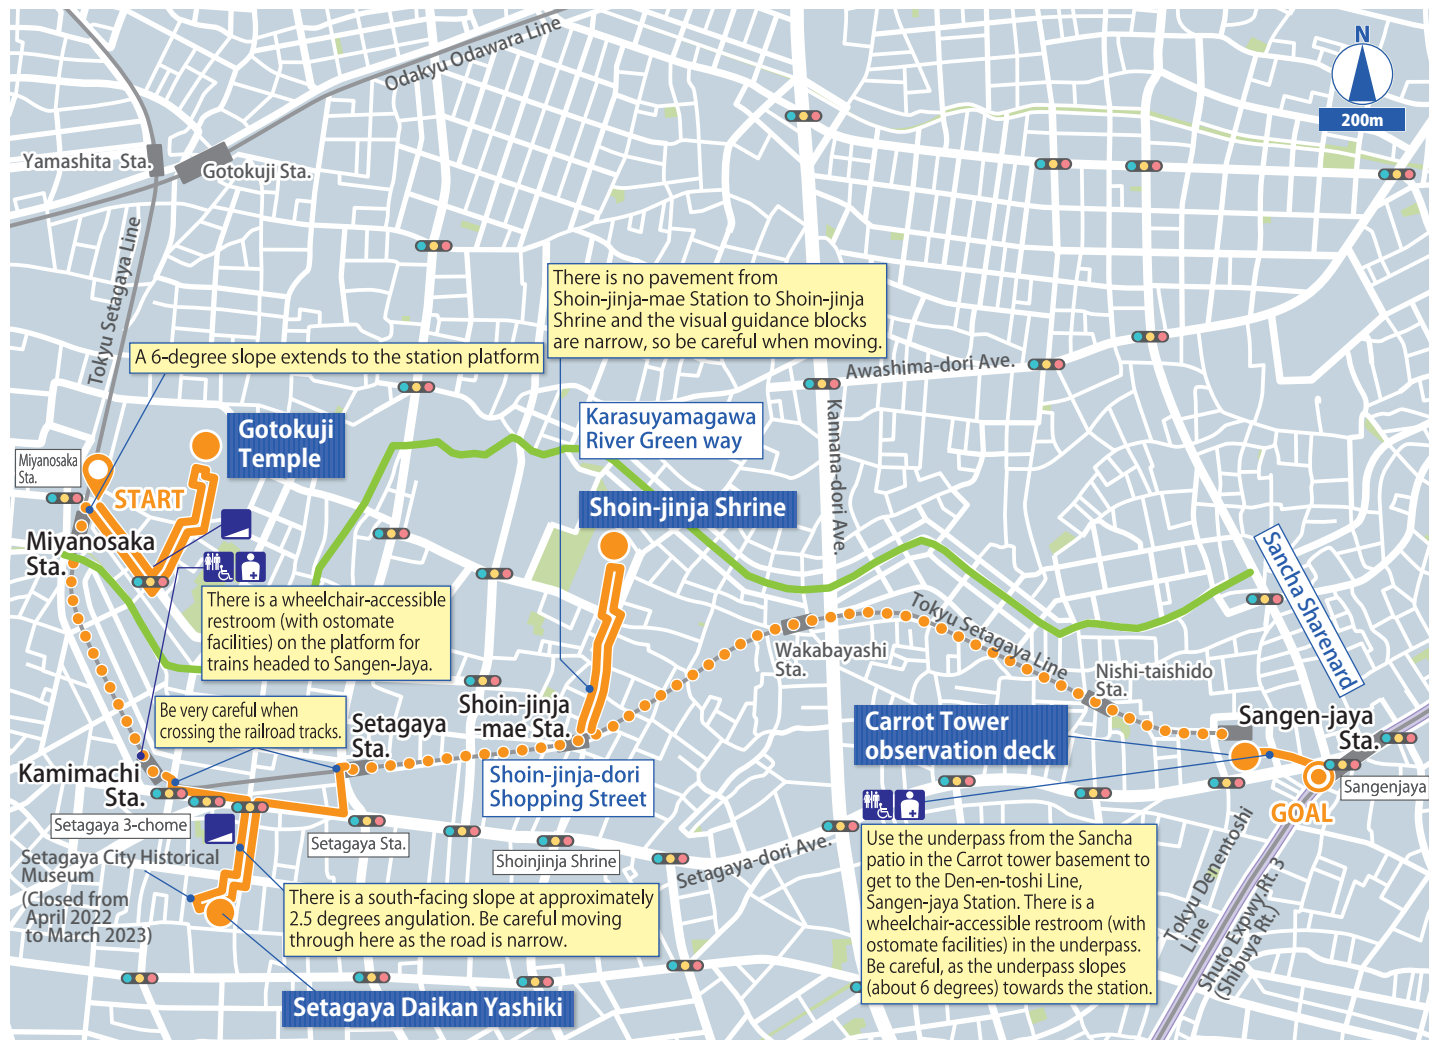 Odakyu Odawara Line
N
200m
Yamashita Sta.
Gotokuji Sta.
Tokyu Setagaya Line
There is no pavement from
Shoin-jinja-mae Station to Shoin-jinja
Shrine and the visual guidance blocks
are narrow, so be careful when moving.
A 6-degree slope extends to the station platform
Awashima-dori Ave.
Kannana-dori Ave.
Gotokuji
Temple
Karasuyamagawa
River Green way
Miyanosaka
Sta.
START
Shoin-jinja Shrine
Miyanosaka
Sta.
Sancha Sharenard
There is a wheelchair-accessible
restroom (with ostomate
facilities) on the platform for
trains headed to Sangen-Jaya.
Tokyu Setagaya Line
Wakabayashi
Sta.
Nishi-taishido
Sta.
Be very careful when
crossing the railroad tracks.
Setagaya
Sta.
Shoin-jinja
-mae Sta.
Carrot Tower
observation deck
Sangen-jaya
Sta.
Kamimachi
Sta.
Shoin-jinja-dori
Shopping Street
Sangenjaya
GOAL
Setagaya 3-chome
Setagaya Sta.
Shoinjinja Shrine
Setagaya-dori Ave.
Setagaya City Historical
Museum
(Closed from
April 2022
to March 2023)
There is a south-facing slope at approximately
2.5 degrees angulation. Be careful moving
through here as the road is narrow.
Use the underpass from the Sancha
patio in the Carrot tower basement to
get to the Den-en-toshi Line,
Sangen-jaya Station. There is a
wheelchair-accessible restroom (with
ostomate facilities) in the underpass.
Be careful, as the underpass slopes
(about 6 degrees) towards the station.
Tokyu Denentoshi
Line
Shuto Expwy Rt. 3
(Shibuya Rt.)
Setagaya Daikan Yashiki